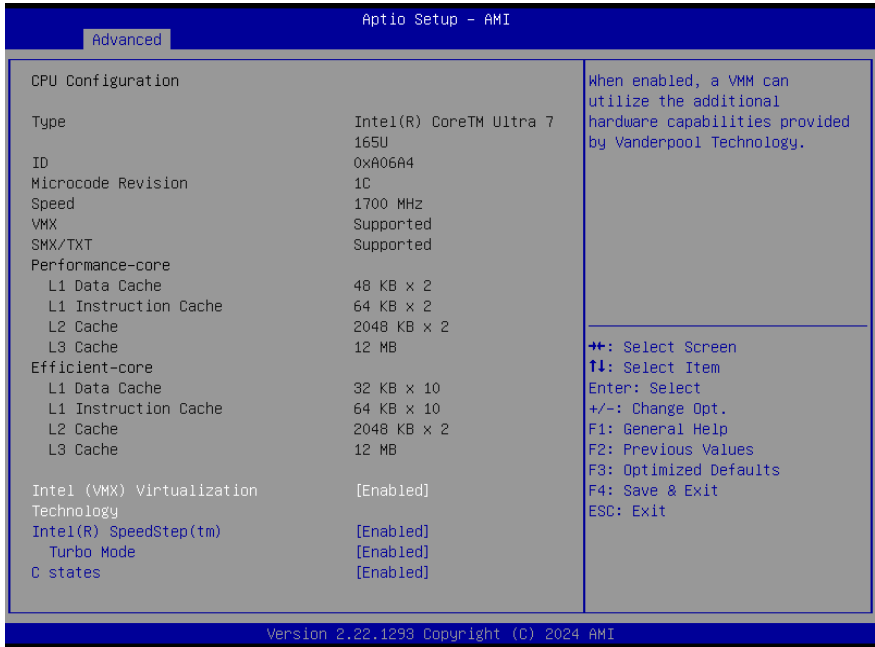 Aptio Setup – AMI
Advanced
CPU Configuration
Type Intel(R) CoreTM Ultra 7
165U
ID 0xA06A4
Microcode Revision 1C
Speed 1700 MHz
VMX Supported
SMX/TXT Supported
Performance-core
L1 Data Cache 48 KB x 2
L1 Instruction Cache 64 KB x 2
L2 Cache 2048 KB x 2
L3 Cache 12 MB
Efficient-core
L1 Data Cache 32 KB x 10
L1 Instruction Cache 64 KB x 10
L2 Cache 2048 KB x 2
L3 Cache 12 MB
Intel (VMX) Virtualization [Enabled]
Technology
Intel(R) SpeedStep(tm) [Enabled]
Turbo Mode [Enabled]
C states [Enabled]
When enabled, a VMM can
utilize the additional
hardware capabilities provided
by Vanderpool Technology.
→←: Select Screen
↑↓: Select Item
Enter: Select
+/-: Change Opt.
F1: General Help
F2: Previous Values
F3: Optimized Defaults
F4: Save & Exit
ESC: Exit
Version 2.22.1293 Copyright (C) 2024 AMI